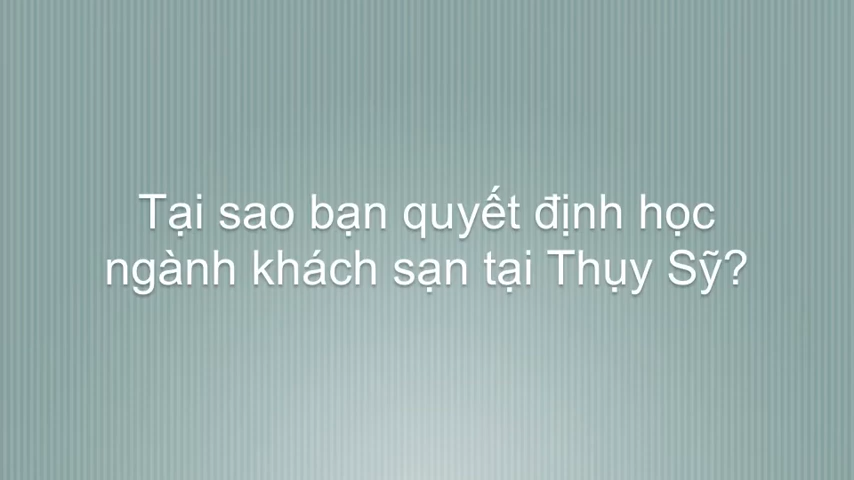 Tại sao bạn quyết định học
ngành khách sạn tại Thụy Sỹ?